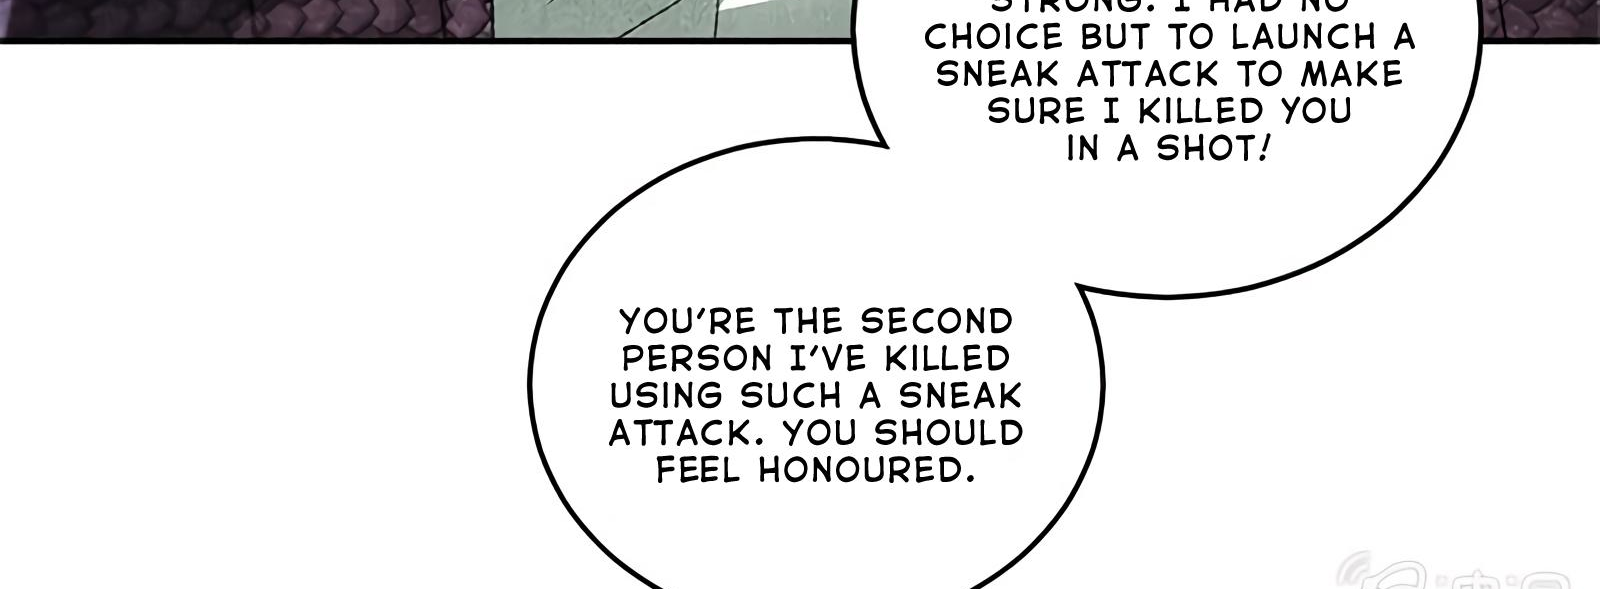 STRONG. I HAD NO
CHOICE BUT TO LAUNCH A
SNEAK ATTACK TO MAKE
SURE I KILLED YOU
IN A SHOT!
YOU'RE THE SECOND
PERSON I'VE KILLED
USING SUCH A SNEAK
ATTACK. YOU SHOULD
FEEL HONOURED.